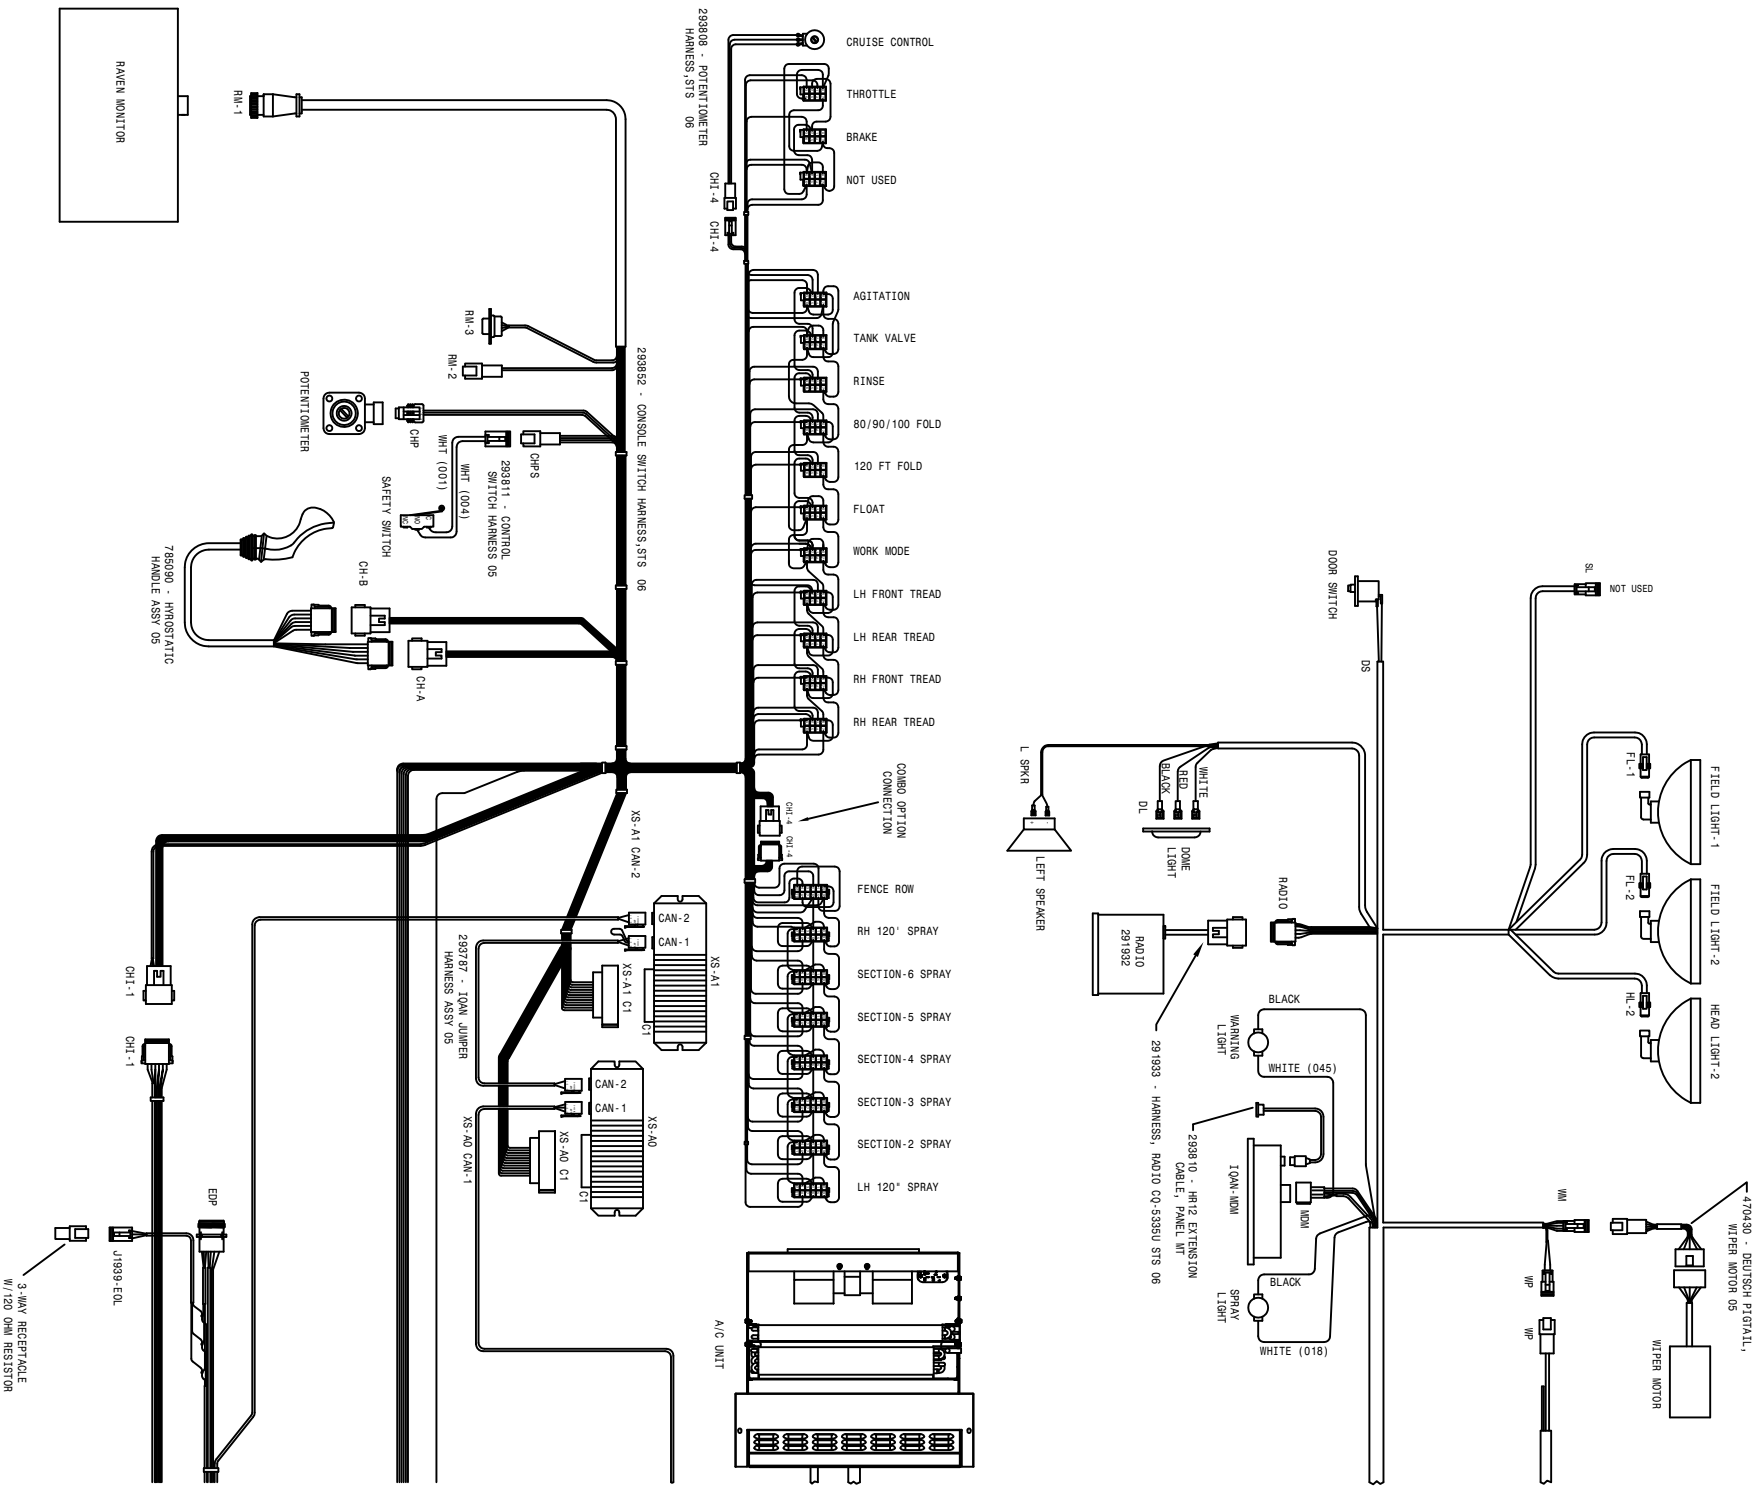 RAVEN MONITOR
RM-1
293808 - POTENTIOMETER
HARNESS,STS 06
CHI-4
CHI-4
CRUISE CONTROL
THROTTLE
BRAKE
NOT USED
AGITATION
TANK VALVE
RINSE
80/90/100 FOLD
120 FT FOLD
FLOAT
WORK MODE
LH FRONT TREAD
LH REAR TREAD
RH FRONT TREAD
RH REAR TREAD
RM-3
RM-2
293852 - CONSOLE SWITCH HARNESS,STS 06
POTENTIOMETER
CHP
CHPS
WHT (001)
WHT (004)
293811 - CONTROL
SWITCH HARNESS 05
SAFETY SWITCH
C
NO
NC
785090 - HYROSTATIC
HANDLE ASSY 05
CH-B
CH-A
COMBO OPTION
CONNECTION
CHI-4
CHI-4
FENCE ROW
RH 120' SPRAY
SECTION-6 SPRAY
SECTION-5 SPRAY
SECTION-4 SPRAY
SECTION-3 SPRAY
SECTION-2 SPRAY
LH 120" SPRAY
XS-A1 CAN-2
CAN-2
CAN-1
XS-A1
C1
XS-A1 C1
293787 - IQAN JUMPER
HARNESS ASSY 05
CAN-2
CAN-1
XS-A0
C1
XS-A0 C1
XS-A0 CAN-1
CHI-1
CHI-1
EDP
J1939-EOL
3-WAY RECEPTACLE
W/120 OHM RESISTOR
A/C UNIT
DOOR SWITCH
DS
SL
NOT USED
FL-1
FIELD LIGHT-1
FL-2
FIELD LIGHT-2
HL-2
HEAD LIGHT-2
L SPKR
LEFT SPEAKER
BLACK
RED
WHITE
DL
DOME
LIGHT
RADIO
RADIO
291932
291933 - HARNESS, RADIO CQ-5335U STS 06
BLACK
WARNING
LIGHT
WHITE (045)
293810 - HR12 EXTENSION
CABLE, PANEL MT
IQAN-MDM
MDM
BLACK
SPRAY
LIGHT
WHITE (018)
WM
WP
WP
470430 - DEUTSCH PIGTAIL,
WIPER MOTOR 05
WIPER MOTOR